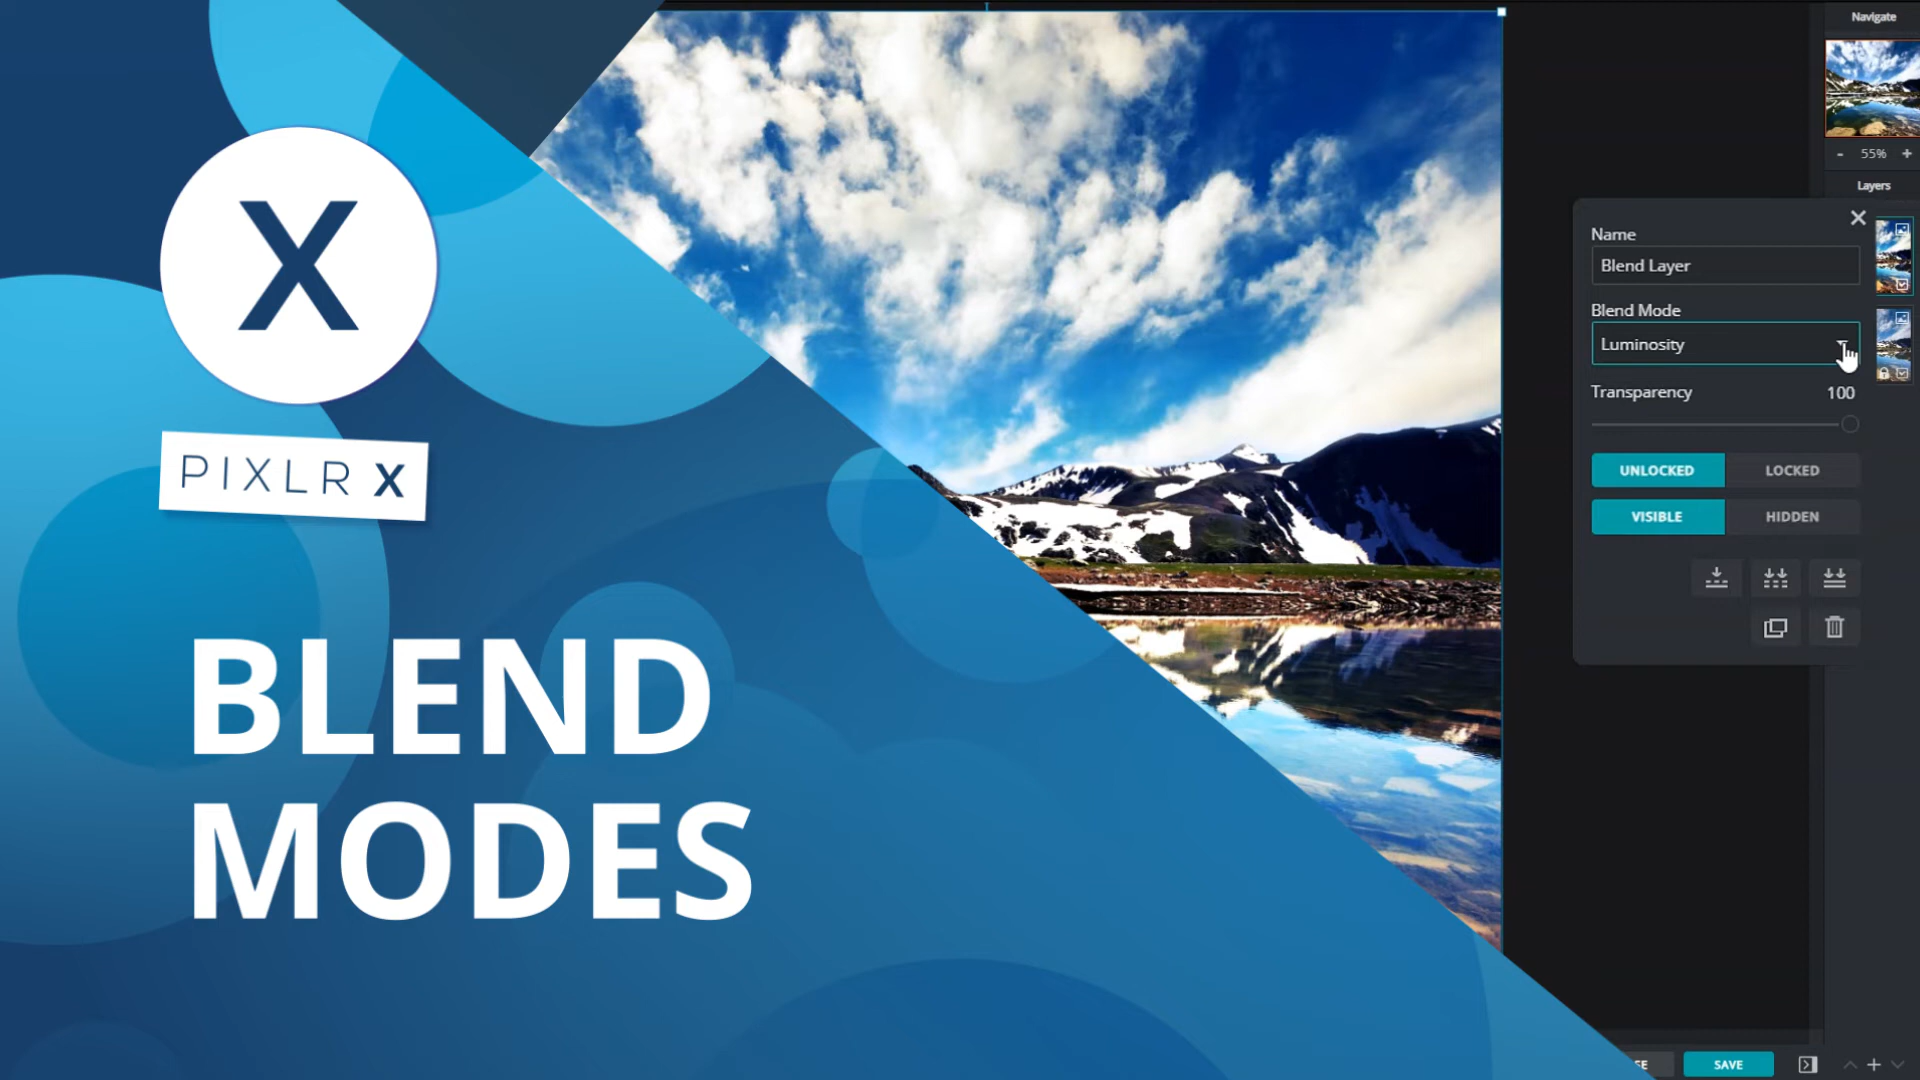 X
PIXLR X
BLEND
MODES
Navigate
- 55% +
Layers
Name
Blend Layer
Blend Mode
Luminosity
Transparency 100
UNLOCKED LOCKED
VISIBLE HIDDEN
SAVE